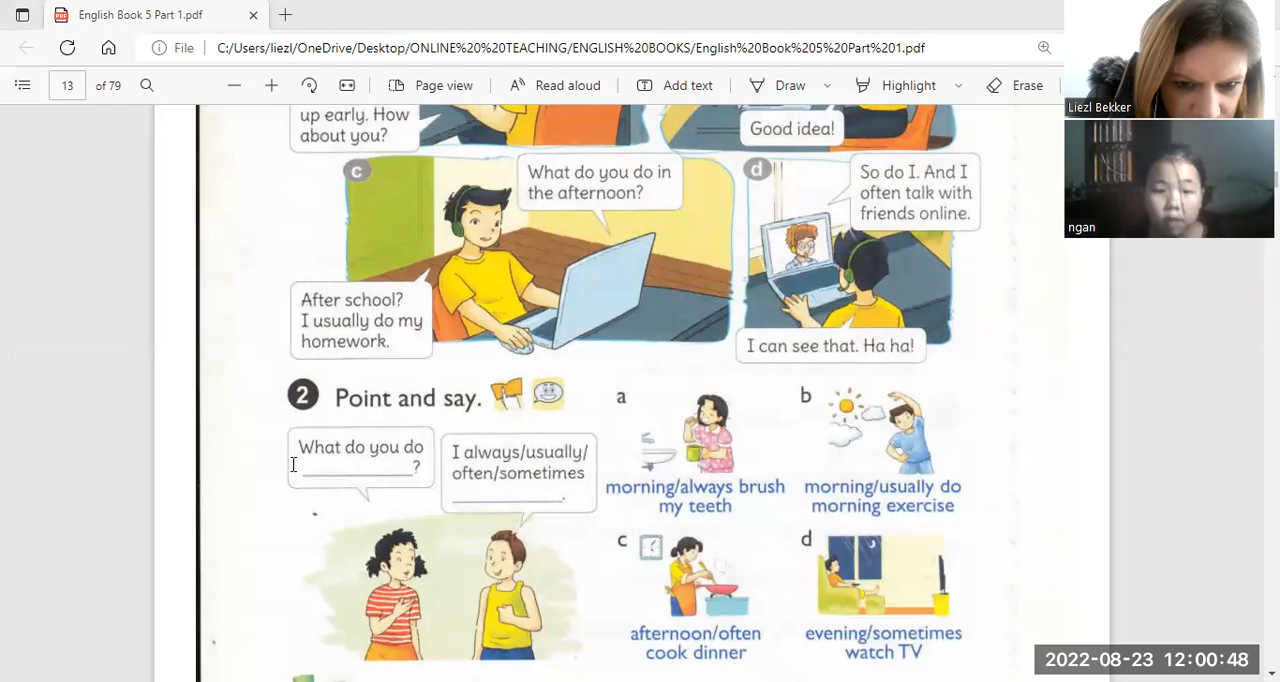 English Book 5 Part 1.pdf
File
C:/Users/liezl/OneDrive/Desktop/ONLINE%20%20TEACHING/ENGLISH%20BOOKS/English%20Book%205%20Part%201.pdf
13
of 79
Page view
Read aloud
Add text
Draw
Highlight
Erase
Liezl Bekker
ngan
up early. How
about you?
Good idea!
c
What do you do in
the afternoon?
After school?
I usually do my
homework.
d
So do I. And I
often talk with
friends online.
I can see that. Ha ha!
2 Point and say.
What do you do
____________?
I always/usually/
often/sometimes
____________.
a
morning/always brush
my teeth
b
morning/usually do
morning exercise
c
afternoon/often
cook dinner
d
evening/sometimes
watch TV
2022-08-23 12:00:48